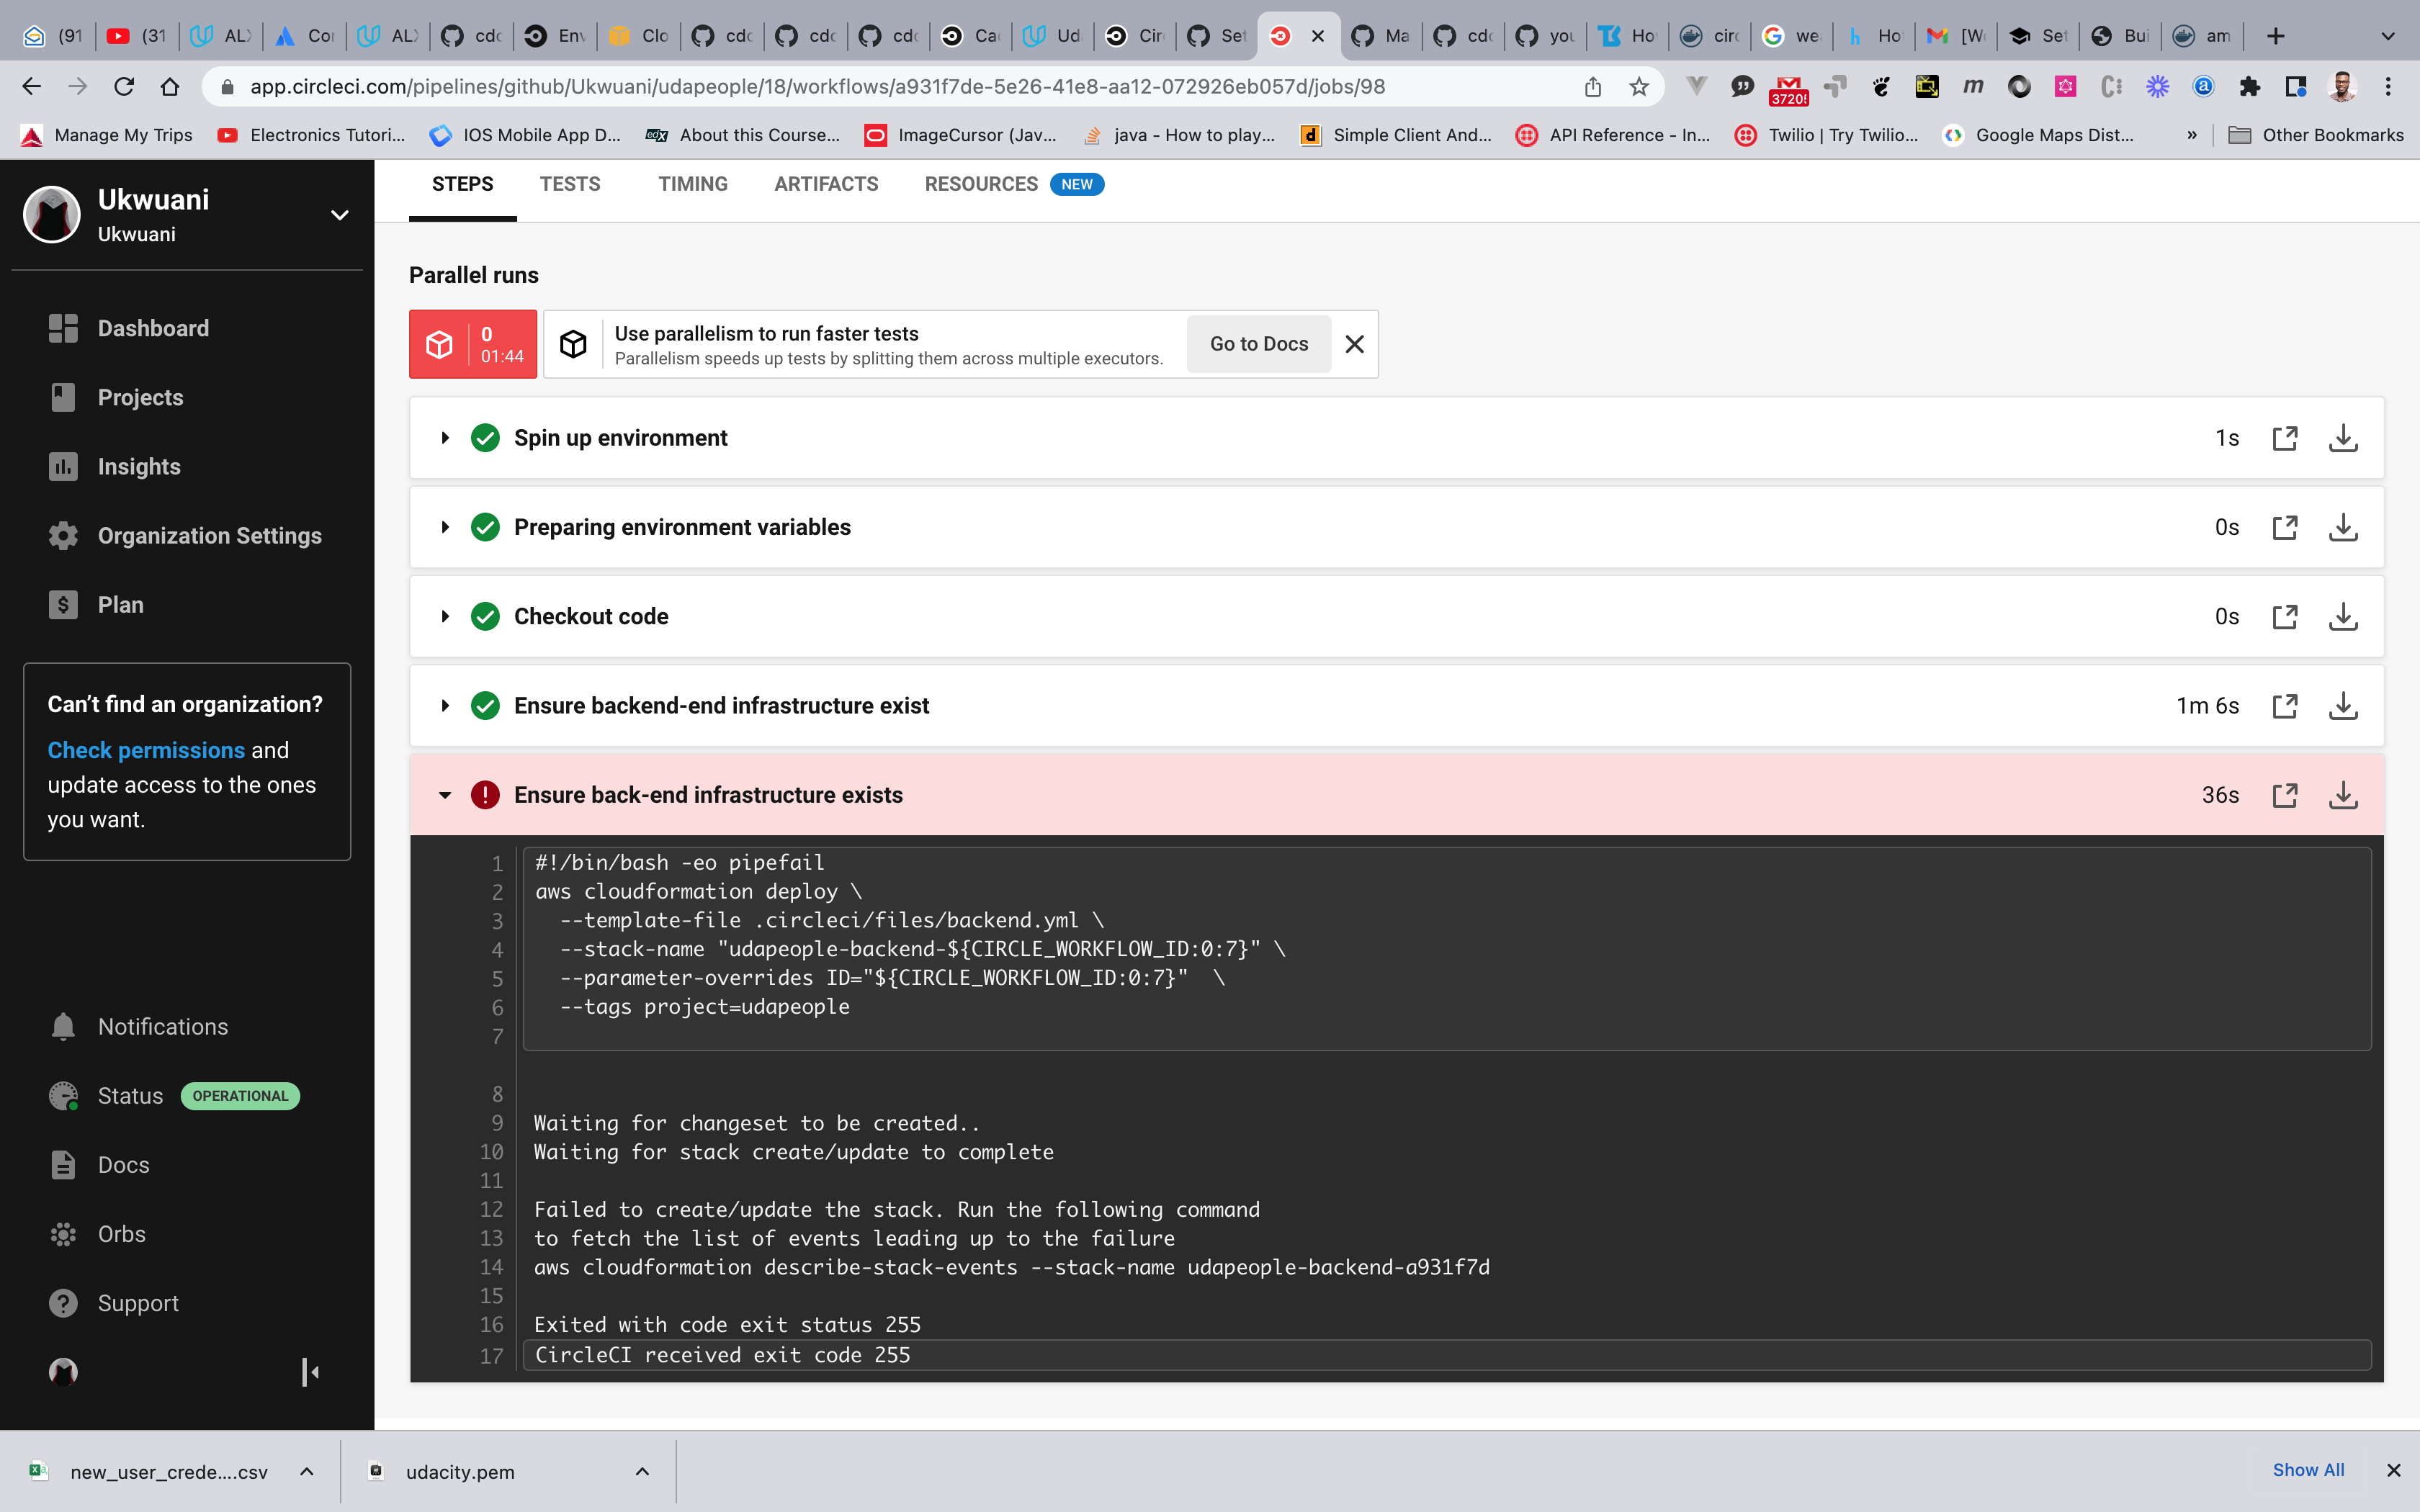 (91
(31
ALX
Cor
ALX
cdc
Env
Clo
cdc
cdc
cdc
Ca
Ud
Cir
Set
Ma
cdc
you
Ho
circ
we
Ho
[W
Set
Bui
am
app.circleci.com/pipelines/github/Ukwuani/udapeople/18/workflows/a931f7de-5e26-41e8-aa12-072926eb057d/jobs/98
Manage My Trips
Electronics Tutori...
IOS Mobile App D...
About this Course...
ImageCursor (Jav...
java - How to play...
Simple Client And...
API Reference - In...
Twilio | Try Twilio...
Google Maps Dist...
»
Other Bookmarks
Ukwuani
Ukwuani
Dashboard
Projects
Insights
Organization Settings
Plan
Can’t find an organization?
Check permissions and
update access to the ones
you want.
Notifications
Status OPERATIONAL
Docs
Orbs
Support
STEPS
TESTS
TIMING
ARTIFACTS
RESOURCES NEW
Parallel runs
0
01:44
Use parallelism to run faster tests
Parallelism speeds up tests by splitting them across multiple executors.
Go to Docs
Spin up environment 1s
Preparing environment variables 0s
Checkout code 0s
Ensure backend-end infrastructure exist 1m 6s
Ensure back-end infrastructure exists 36s
1 #!/bin/bash -eo pipefail
2 aws cloudformation deploy \
3 --template-file .circleci/files/backend.yml \
4 --stack-name "udapeople-backend-${CIRCLE_WORKFLOW_ID:0:7}" \
5 --parameter-overrides ID="${CIRCLE_WORKFLOW_ID:0:7}" \
6 --tags project=udapeople
7
8
9 Waiting for changeset to be created..
10 Waiting for stack create/update to complete
11
12 Failed to create/update the stack. Run the following command
13 to fetch the list of events leading up to the failure
14 aws cloudformation describe-stack-events --stack-name udapeople-backend-a931f7d
15
16 Exited with code exit status 255
17 CircleCI received exit code 255
new_user_crede....csv
udacity.pem
Show All